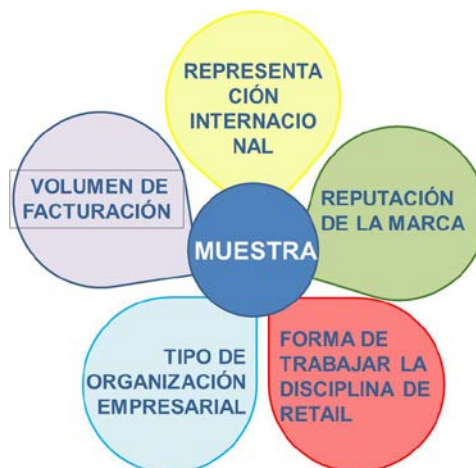 REPRESENTA
CIÓN
INTERNACIO
NAL
VOLUMEN DE
FACTURACIÓN
REPUTACIÓN
DE LA MARCA
MUESTRA
TIPO DE
ORGANIZACIÓN
EMPRESARIAL
FORMA DE
TRABAJAR LA
DISCIPLINA DE
RETAIL